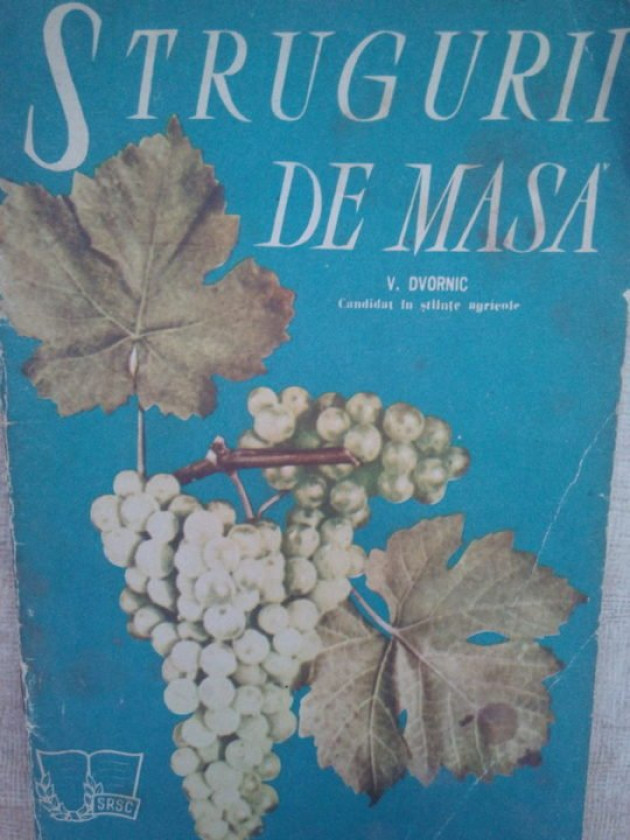 STRUGURII
DE MASĂ
V. DVORNIC
Candidat în științe agricole
SRSC